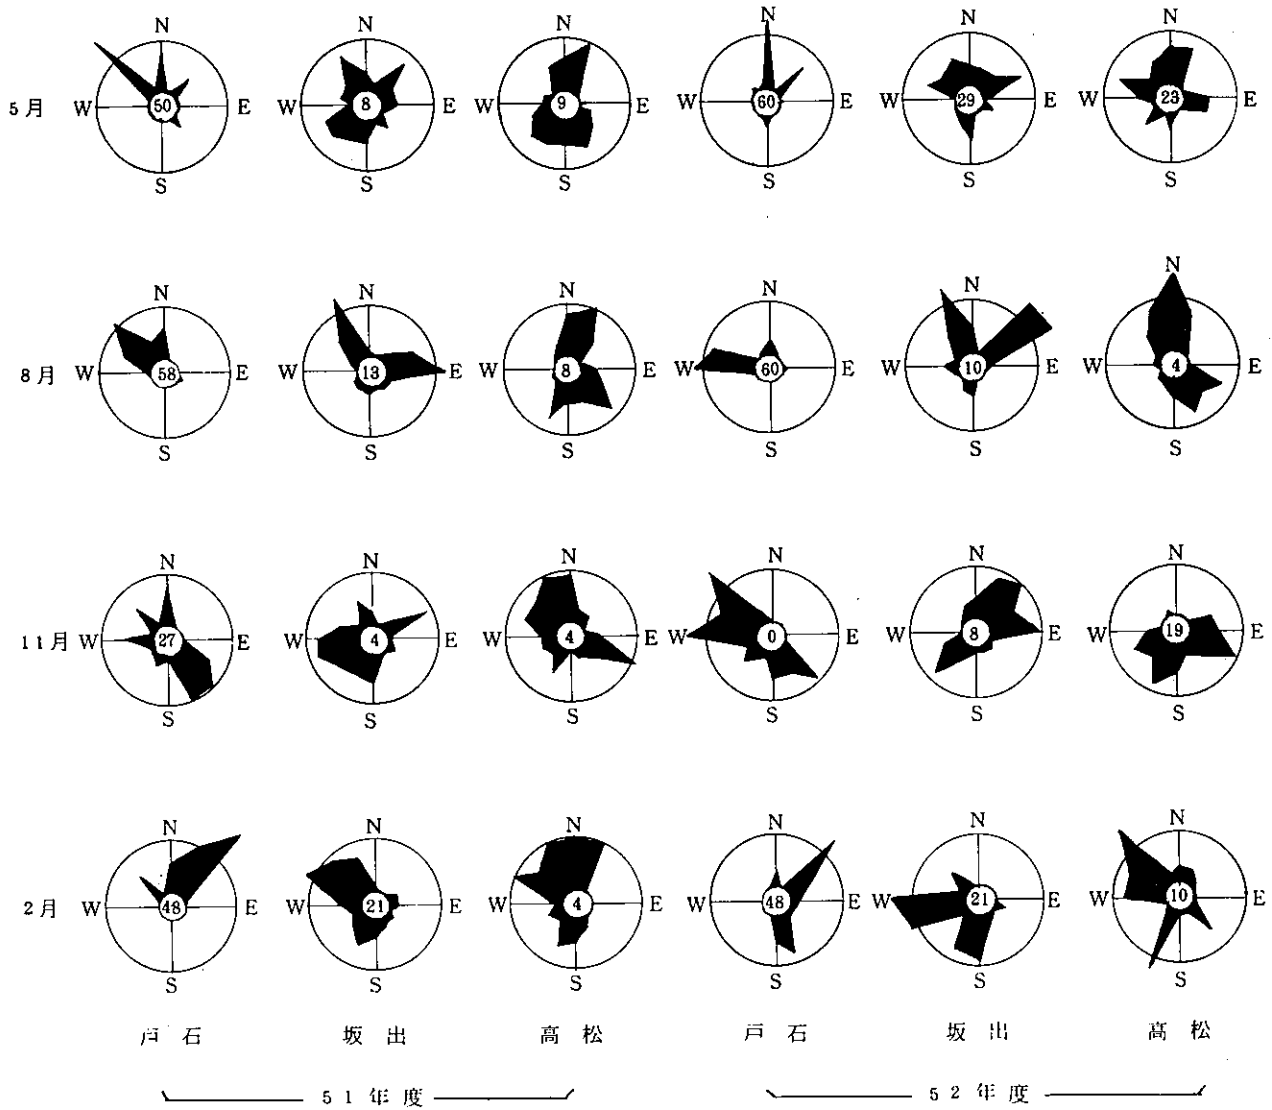 N N N N N N
5月 W 50 E W 8 E W 9 E W 60 E W 29 E W 23 E
S S S S S S
N N N N N N
8月 W 58 E W 13 E W 8 E W 60 E W 10 E W 4 E
S S S S S S
N N N N N N
11月 W 27 E W 4 E W 4 E W 0 E W 8 E W 19 E
S S S S S S
N N N N N N
2月 W 48 E W 21 E W 4 E W 48 E W 21 E W 10 E
S S S S S S
戸石 坂出 高松 戸石 坂出 高松
51年度 52年度